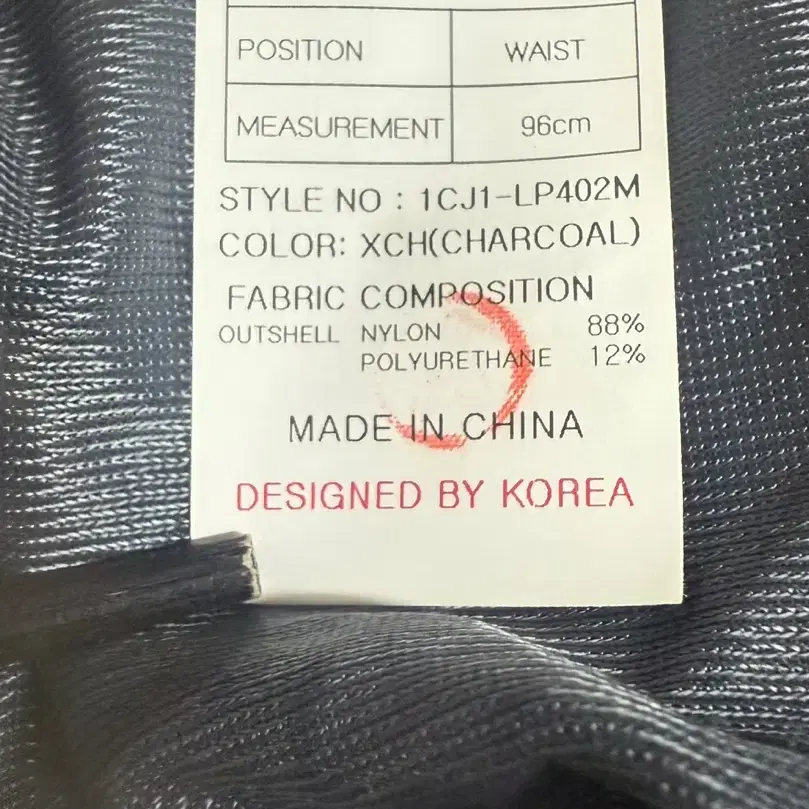 POSITION WAIST
MEASUREMENT 96cm
STYLE NO : 1CJ1-LP402M
COLOR: XCH(CHARCOAL)
FABRIC COMPOSITION
OUTSHELL NYLON 88%
POLYURETHANE 12%
MADE IN CHINA
DESIGNED BY KOREA